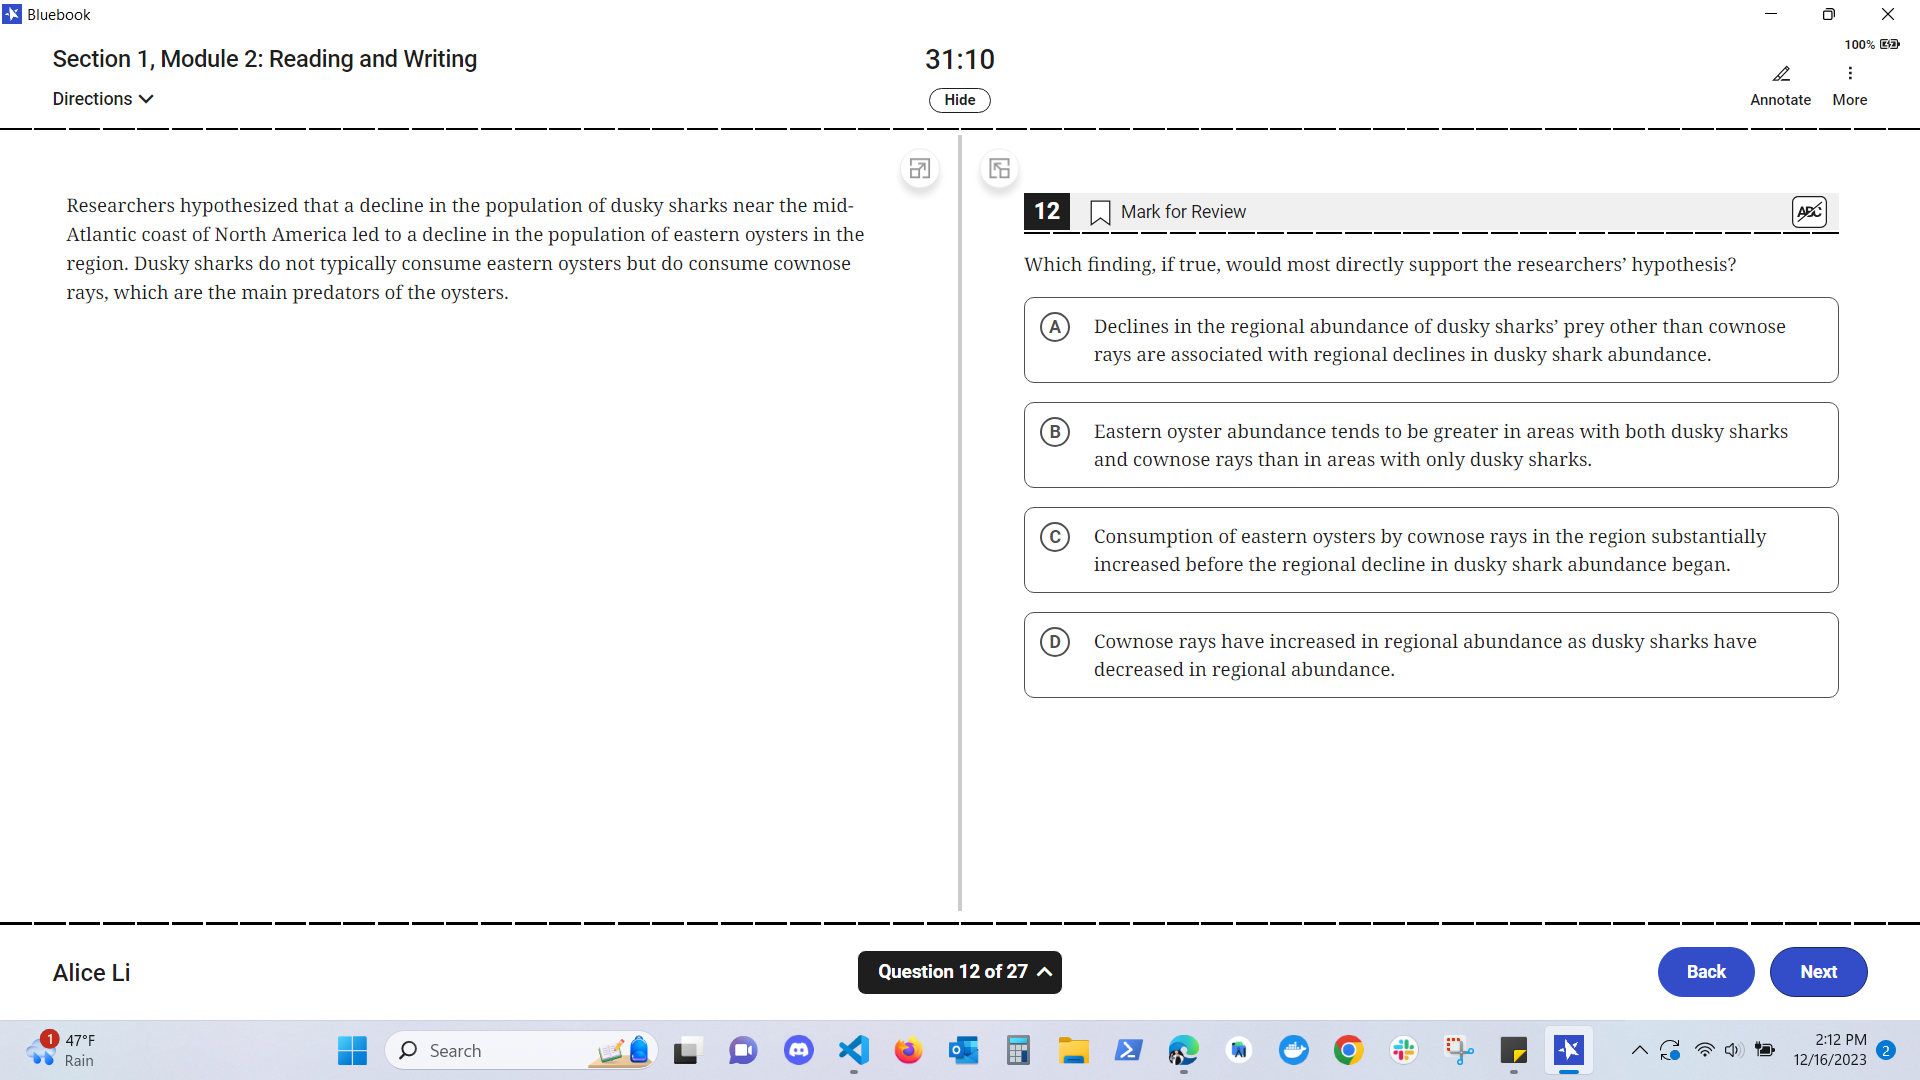 Bluebook
100%
Section 1, Module 2: Reading and Writing
31:10
Directions
Hide
Annotate
More
Researchers hypothesized that a decline in the population of dusky sharks near the mid-
Atlantic coast of North America led to a decline in the population of eastern oysters in the
region. Dusky sharks do not typically consume eastern oysters but do consume cownose
rays, which are the main predators of the oysters.
12
Mark for Review
ABC
Which finding, if true, would most directly support the researchers’ hypothesis?
A
Declines in the regional abundance of dusky sharks’ prey other than cownose
rays are associated with regional declines in dusky shark abundance.
B
Eastern oyster abundance tends to be greater in areas with both dusky sharks
and cownose rays than in areas with only dusky sharks.
C
Consumption of eastern oysters by cownose rays in the region substantially
increased before the regional decline in dusky shark abundance began.
D
Cownose rays have increased in regional abundance as dusky sharks have
decreased in regional abundance.
Alice Li
Question 12 of 27
Back
Next
1
47°F
Rain
Search
2:12 PM
12/16/2023
2